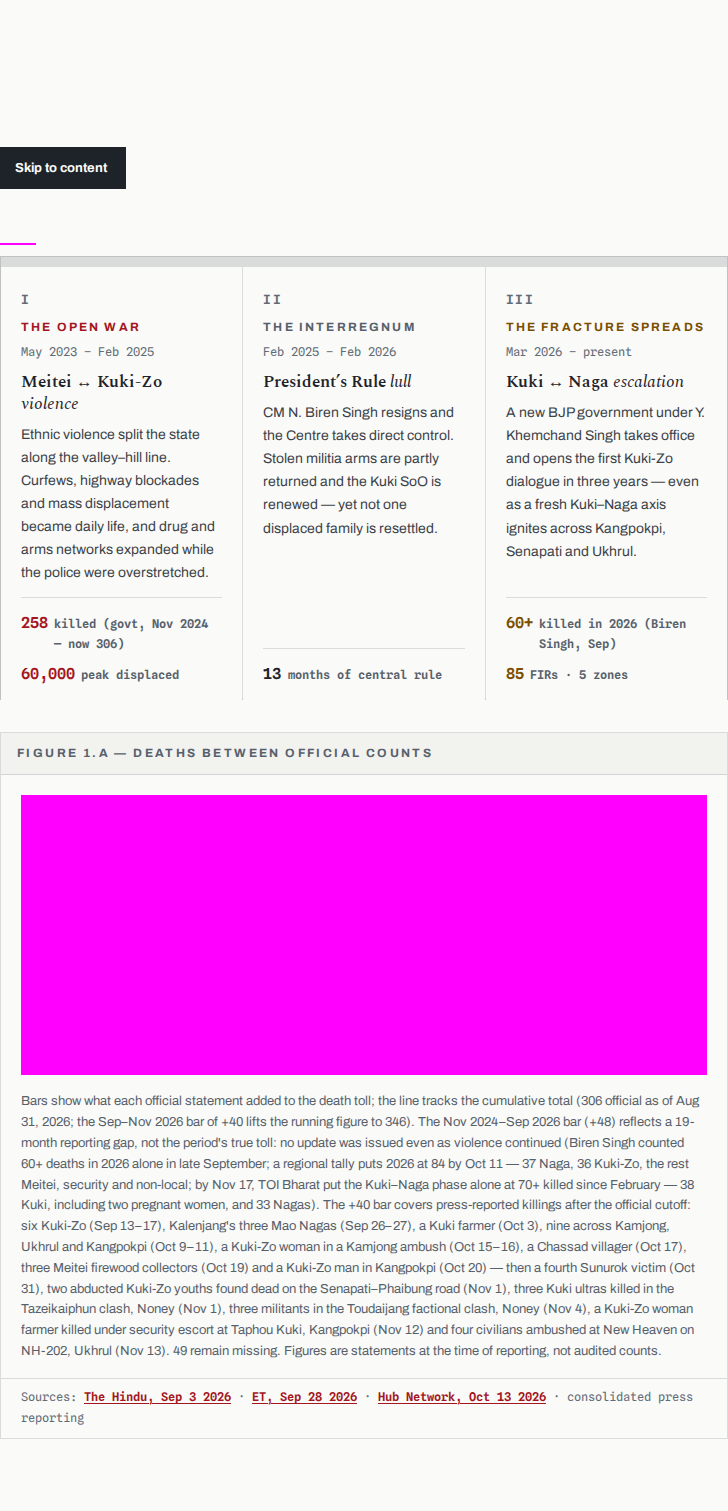 Skip to content
I
THE OPEN WAR
May 2023 – Feb 2025
Meitei ↔ Kuki-Zo
violence
Ethnic violence split the state
along the valley–hill line.
Curfews, highway blockades
and mass displacement
became daily life, and drug and
arms networks expanded while
the police were overstretched.
258 killed (govt, Nov 2024
— now 306)
60,000 peak displaced
II
THE INTERREGNUM
Feb 2025 – Feb 2026
President’s Rule lull
CM N. Biren Singh resigns and
the Centre takes direct control.
Stolen militia arms are partly
returned and the Kuki SoO is
renewed — yet not one
displaced family is resettled.
13 months of central rule
III
THE FRACTURE SPREADS
Mar 2026 – present
Kuki ↔ Naga escalation
A new BJP government under Y.
Khemchand Singh takes office
and opens the first Kuki-Zo
dialogue in three years — even
as a fresh Kuki–Naga axis
ignites across Kangpokpi,
Senapati and Ukhrul.
60+ killed in 2026 (Biren
Singh, Sep)
85 FIRs · 5 zones
FIGURE 1.A — DEATHS BETWEEN OFFICIAL COUNTS
Bars show what each official statement added to the death toll; the line tracks the cumulative total (306 official as of Aug
31, 2026; the Sep–Nov 2026 bar of +40 lifts the running figure to 346). The Nov 2024–Sep 2026 bar (+48) reflects a 19-
month reporting gap, not the period's true toll: no update was issued even as violence continued (Biren Singh counted
60+ deaths in 2026 alone in late September; a regional tally puts 2026 at 84 by Oct 11 — 37 Naga, 36 Kuki-Zo, the rest
Meitei, security and non-local; by Nov 17, TOI Bharat put the Kuki–Naga phase alone at 70+ killed since February — 38
Kuki, including two pregnant women, and 33 Nagas). The +40 bar covers press-reported killings after the official cutoff:
six Kuki-Zo (Sep 13–17), Kalenjang's three Mao Nagas (Sep 26–27), a Kuki farmer (Oct 3), nine across Kamjong,
Ukhrul and Kangpokpi (Oct 9–11), a Kuki-Zo woman in a Kamjong ambush (Oct 15–16), a Chassad villager (Oct 17),
three Meitei firewood collectors (Oct 19) and a Kuki-Zo man in Kangpokpi (Oct 20) — then a fourth Sunurok victim (Oct
31), two abducted Kuki-Zo youths found dead on the Senapati–Phaibung road (Nov 1), three Kuki ultras killed in the
Tazeikaiphun clash, Noney (Nov 1), three militants in the Toudaijang factional clash, Noney (Nov 4), a Kuki-Zo woman
farmer killed under security escort at Taphou Kuki, Kangpokpi (Nov 12) and four civilians ambushed at New Heaven on
NH-202, Ukhrul (Nov 13). 49 remain missing. Figures are statements at the time of reporting, not audited counts.
Sources: The Hindu, Sep 3 2026 · ET, Sep 28 2026 · Hub Network, Oct 13 2026 · consolidated press
reporting